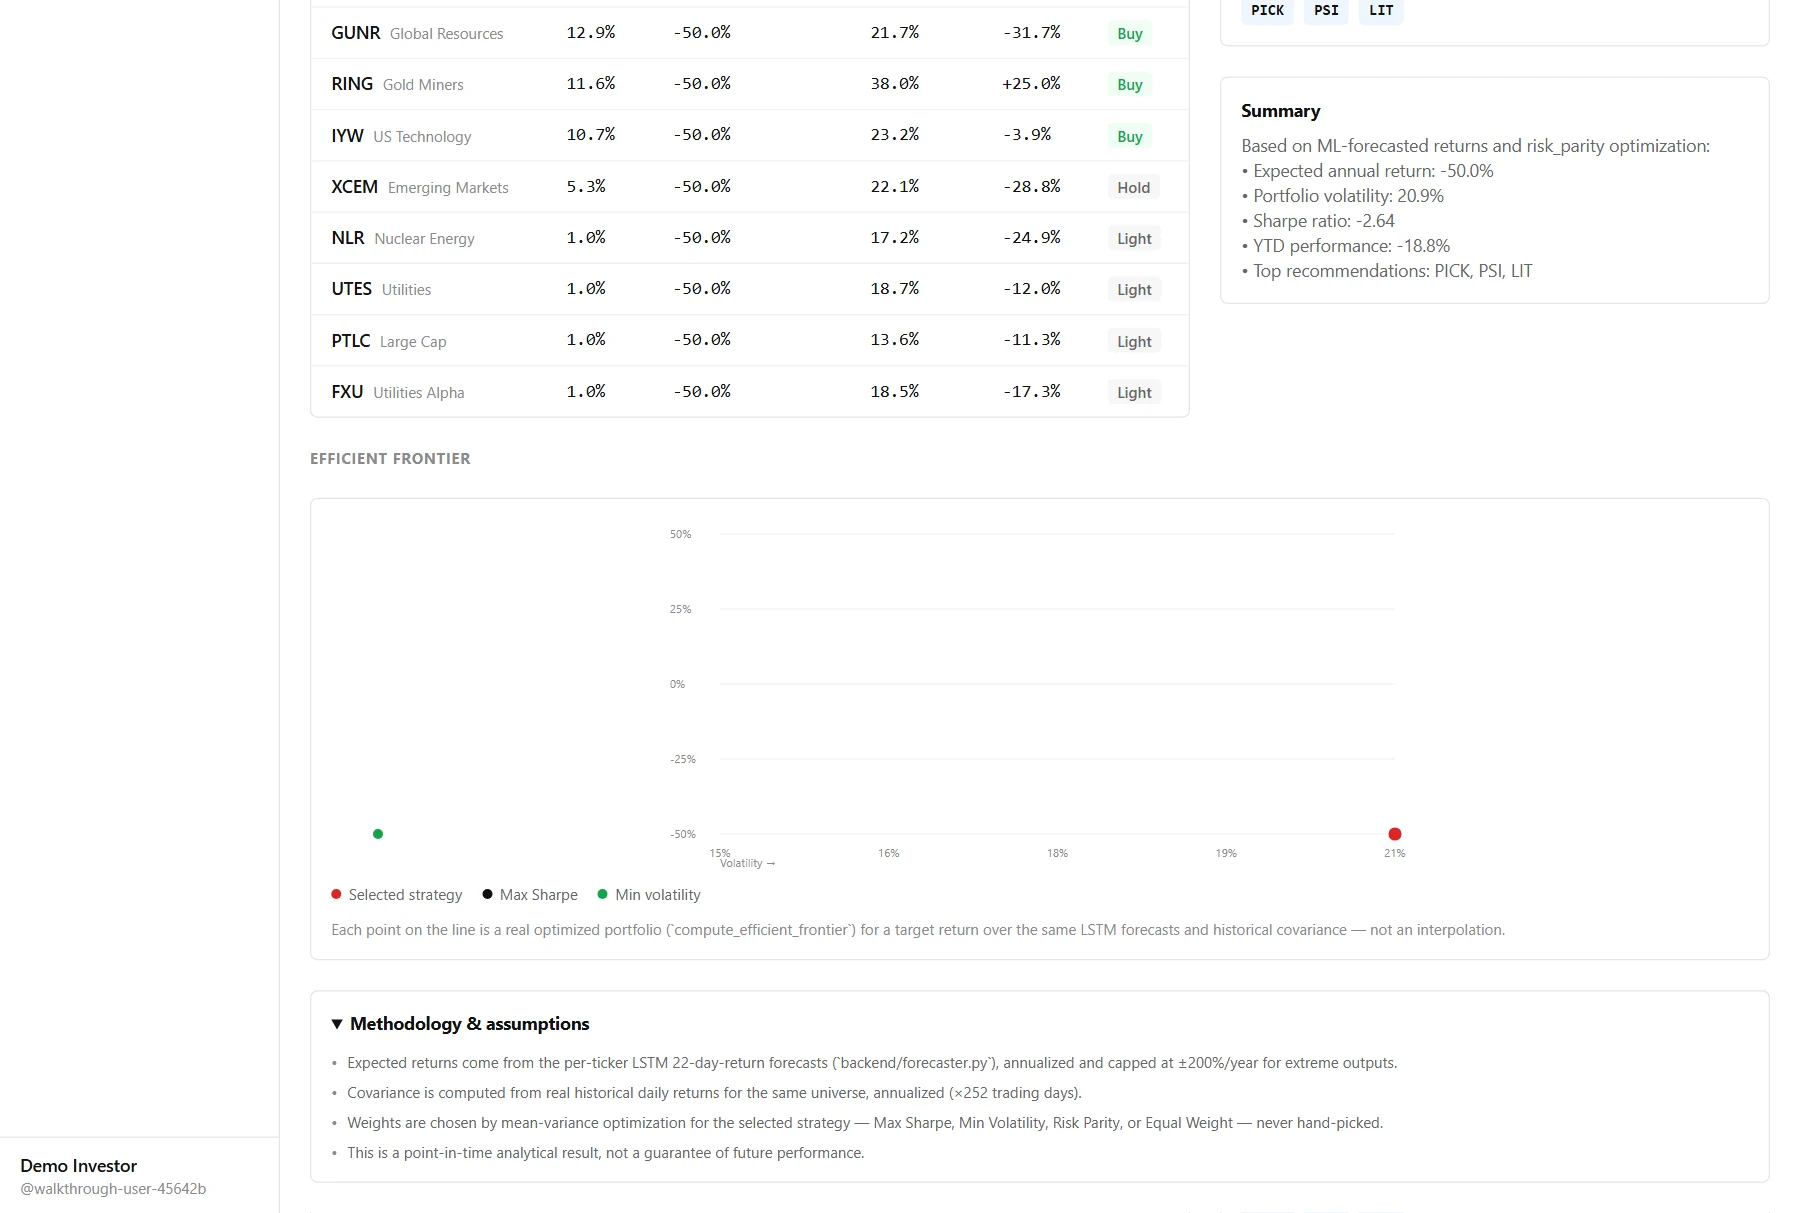 GUNR Global Resources 12.9% -50.0% 21.7% -31.7% Buy
RING Gold Miners 11.6% -50.0% 38.0% +25.0% Buy
IYW US Technology 10.7% -50.0% 23.2% -3.9% Buy
XCEM Emerging Markets 5.3% -50.0% 22.1% -28.8% Hold
NLR Nuclear Energy 1.0% -50.0% 17.2% -24.9% Light
UTES Utilities 1.0% -50.0% 18.7% -12.0% Light
PTLC Large Cap 1.0% -50.0% 13.6% -11.3% Light
FXU Utilities Alpha 1.0% -50.0% 18.5% -17.3% Light
PICK PSI LIT
Summary
Based on ML-forecasted returns and risk_parity optimization:
• Expected annual return: -50.0%
• Portfolio volatility: 20.9%
• Sharpe ratio: -2.64
• YTD performance: -18.8%
• Top recommendations: PICK, PSI, LIT
EFFICIENT FRONTIER
50%
25%
0%
-25%
-50%
15% 16% 18% 19% 21%
Volatility →
Selected strategy Max Sharpe Min volatility
Each point on the line is a real optimized portfolio (`compute_efficient_frontier`) for a target return over the same LSTM forecasts and historical covariance — not an interpolation.
▼ Methodology & assumptions
• Expected returns come from the per-ticker LSTM 22-day-return forecasts (`backend/forecaster.py`), annualized and capped at ±200%/year for extreme outputs.
• Covariance is computed from real historical daily returns for the same universe, annualized (×252 trading days).
• Weights are chosen by mean-variance optimization for the selected strategy — Max Sharpe, Min Volatility, Risk Parity, or Equal Weight — never hand-picked.
• This is a point-in-time analytical result, not a guarantee of future performance.
Demo Investor
@walkthrough-user-45642b